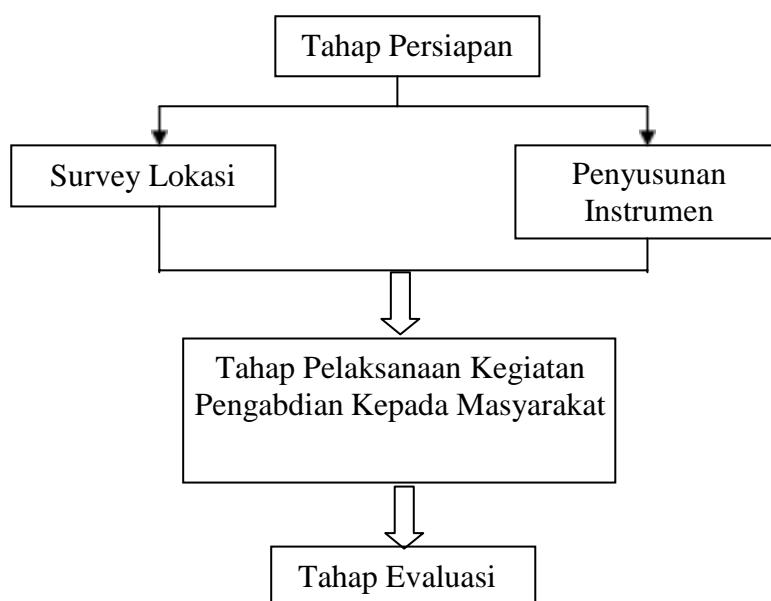 Tahap Persiapan
Survey Lokasi
Penyusunan
Instrumen
Tahap Pelaksanaan Kegiatan
Pengabdian Kepada Masyarakat
Tahap Evaluasi